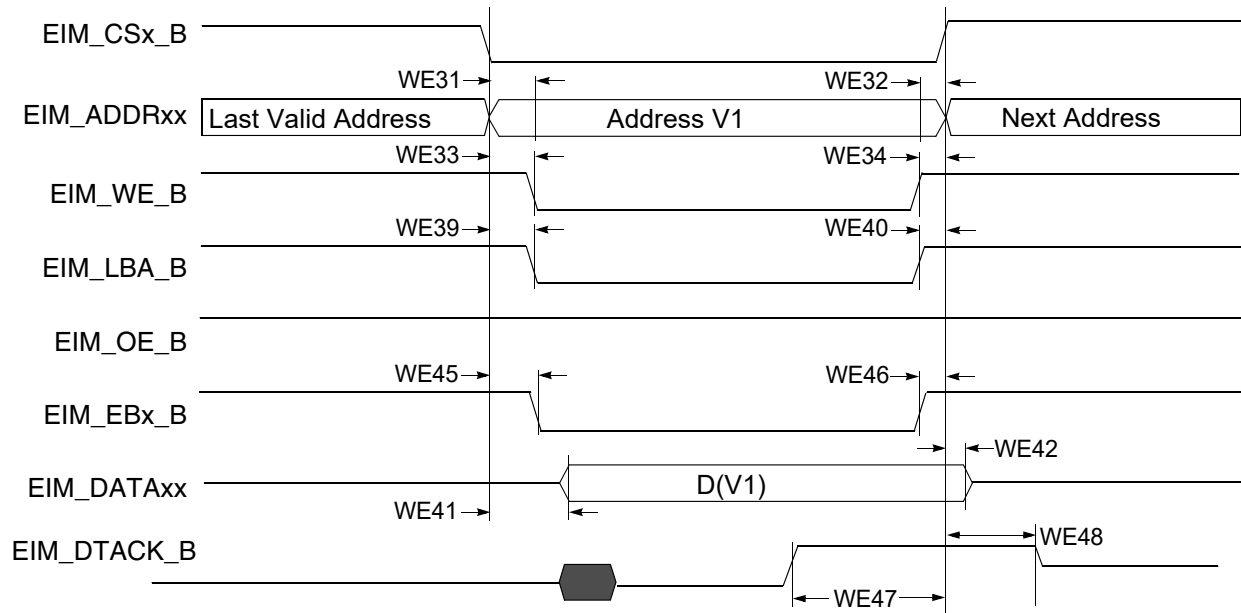 EIM_CSx_B
WE31
WE32
EIM_ADDRxx
Last Valid Address
Address V1
Next Address
WE33
WE34
EIM_WE_B
WE39
WE40
EIM_LBA_B
EIM_OE_B
WE45
WE46
EIM_EBx_B
WE42
EIM_DATAxx
D(V1)
WE41
EIM_DTACK_B
WE48
WE47